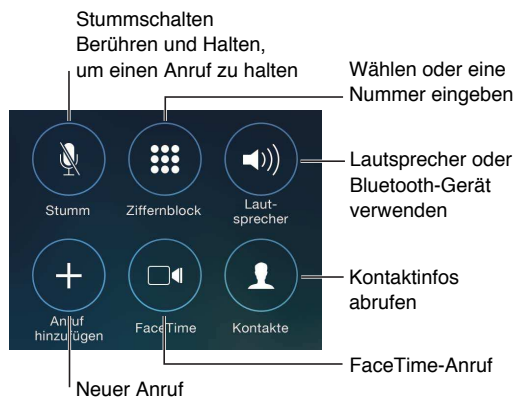 Stummschalten
Berühren und Halten,
um einen Anruf zu halten
Wählen oder eine
Nummer eingeben
Stumm
Ziffernblock
Laut-
sprecher
Lautsprecher oder
Bluetooth-Gerät
verwenden
Anruf
hinzufügen
FaceTime
Kontakte
Kontaktinfos
abrufen
FaceTime-Anruf
Neuer Anruf